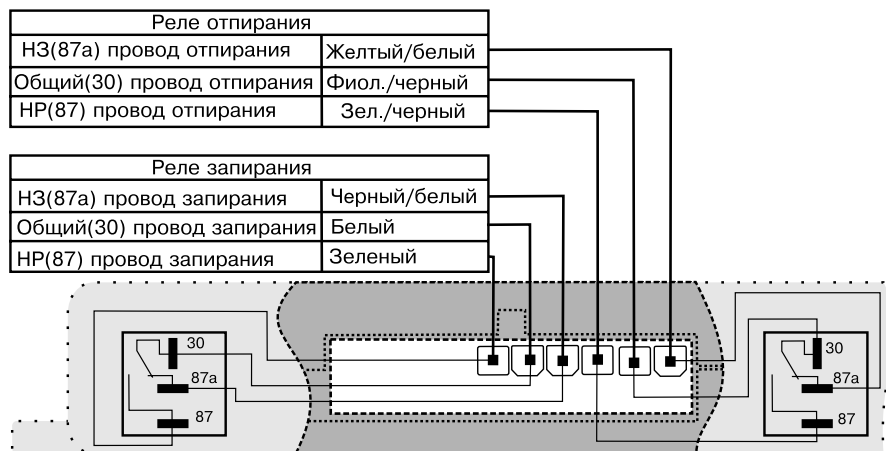 Реле отпирания
НЗ(87а) провод отпирания Желтый/белый
Общий(30) провод отпирания Фиол./черный
НР(87) провод отпирания Зел./черный
Реле запирания
НЗ(87а) провод запирания Черный/белый
Общий(30) провод запирания Белый
НР(87) провод запирания Зеленый
30
87а
87
30
87а
87